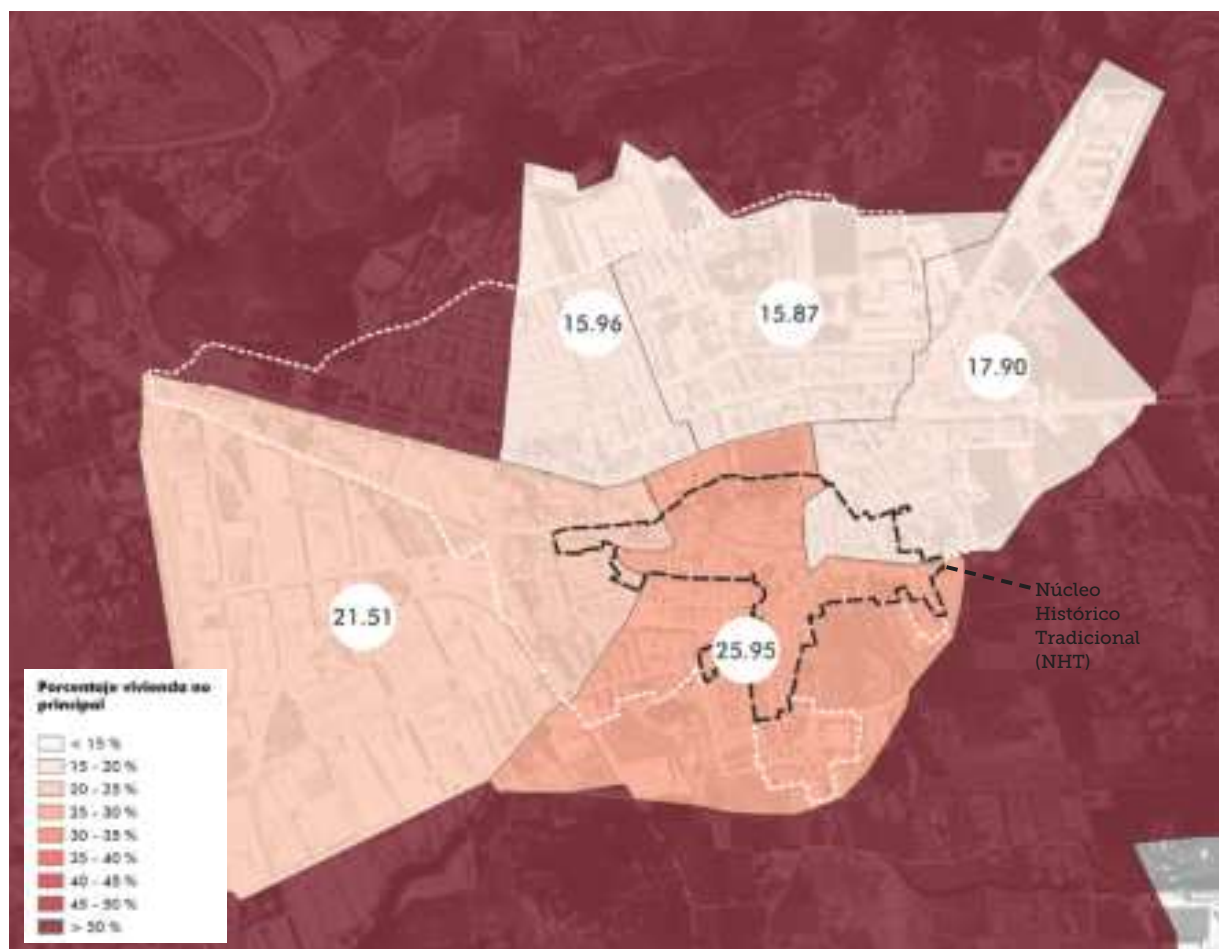 15.96
15.87
17.90
21.51
25.95
Núcleo
Histórico
Tradicional
(NHT)
Porcentaje vivienda no
principal
< 15 %
15 - 20 %
20 - 25 %
25 - 30 %
30 - 35 %
35 - 40 %
40 - 45 %
45 - 50 %
> 50 %